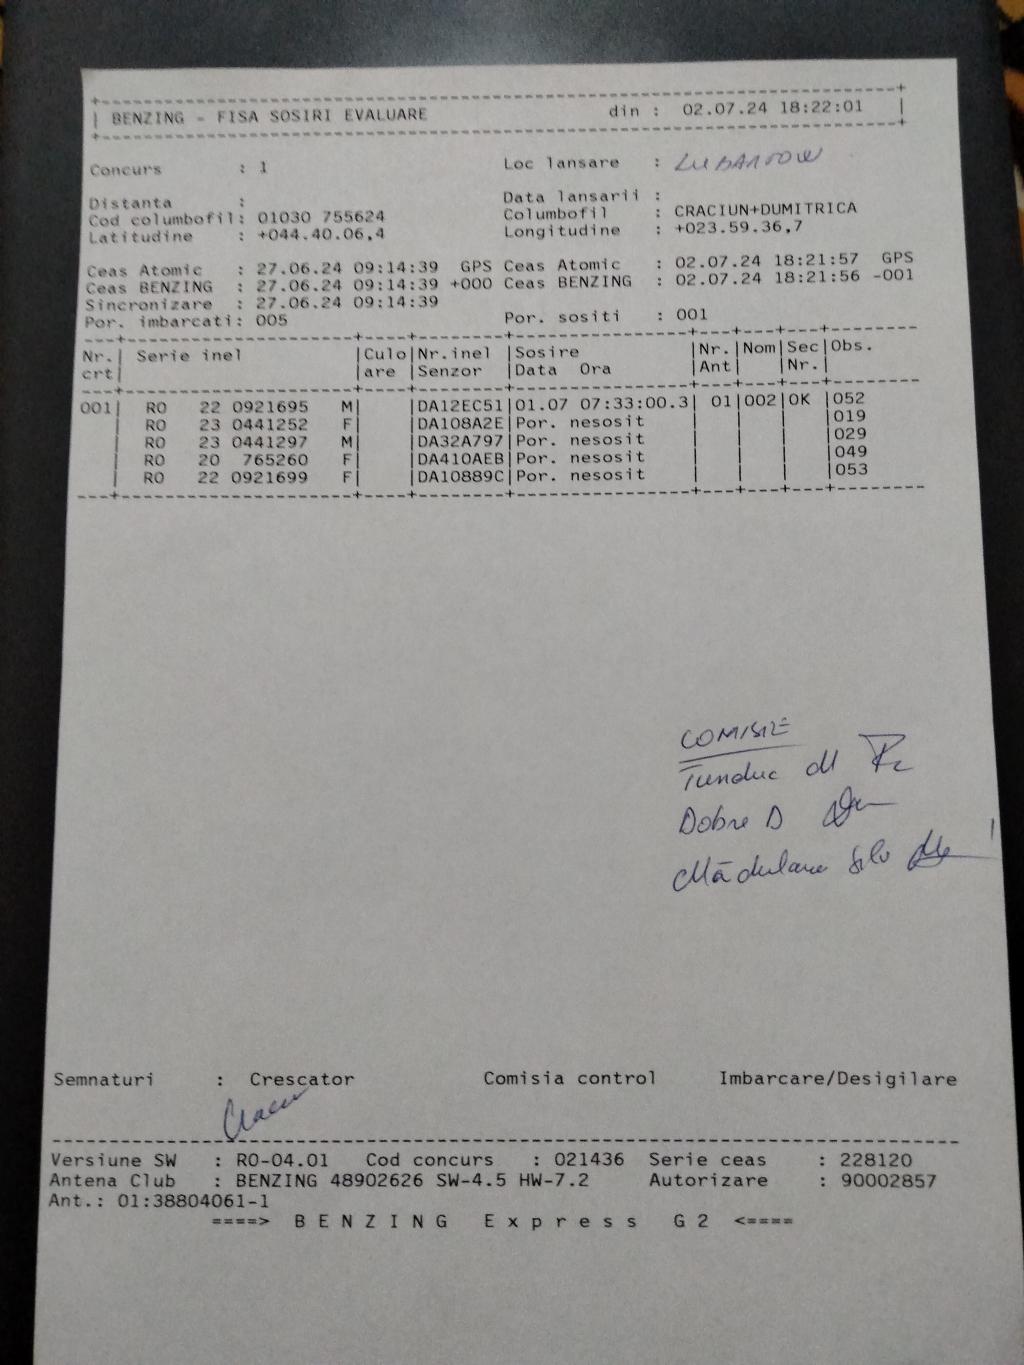 +---------------------------------------------------------------------------+
| BENZING - FISA SOSIRI EVALUARE din : 02.07.24 18:22:01 |
+---------------------------------------------------------------------------+
Concurs : 1 Loc lansare : LUBARTOW
Distanta : Data lansarii :
Cod columbofil: 01030 755624 Columbofil : CRACIUN+DUMITRICA
Latitudine : +044.40.06,4 Longitudine : +023.59.36,7
Ceas Atomic : 27.06.24 09:14:39 GPS Ceas Atomic : 02.07.24 18:21:57 GPS
Ceas BENZING : 27.06.24 09:14:39 +000 Ceas BENZING : 02.07.24 18:21:56 -001
Sincronizare : 27.06.24 09:14:39
Por. imbarcati: 005 Por. sositi : 001
Nr.| Serie inel |Culo|Nr.inel |Sosire |Nr.|Nom|Sec|Obs.
crt| |are |Senzor |Data Ora |Ant| |Nr.|
001| RO 22 0921695 M| |DA12EC51|01.07 07:33:00.3| 01|002|OK |052
| RO 23 0441252 F| |DA108A2E|Por. nesosit | | | |019
| RO 23 0441297 M| |DA32A797|Por. nesosit | | | |029
| RO 20 765260 F| |DA410AEB|Por. nesosit | | | |049
| RO 22 0921699 F| |DA10889C|Por. nesosit | | | |053
COMISIE
Tunduc M
Dobre D
Mădulare Silv
Semnaturi : Crescator Comisia control Imbarcare/Desigilare
Craciun
Versiune SW : RO-04.01 Cod concurs : 021436 Serie ceas : 228120
Antena Club : BENZING 48902626 SW-4.5 HW-7.2 Autorizare : 90002857
Ant.: 01:38804061-1
====> B E N Z I N G E x p r e s s G 2 <====